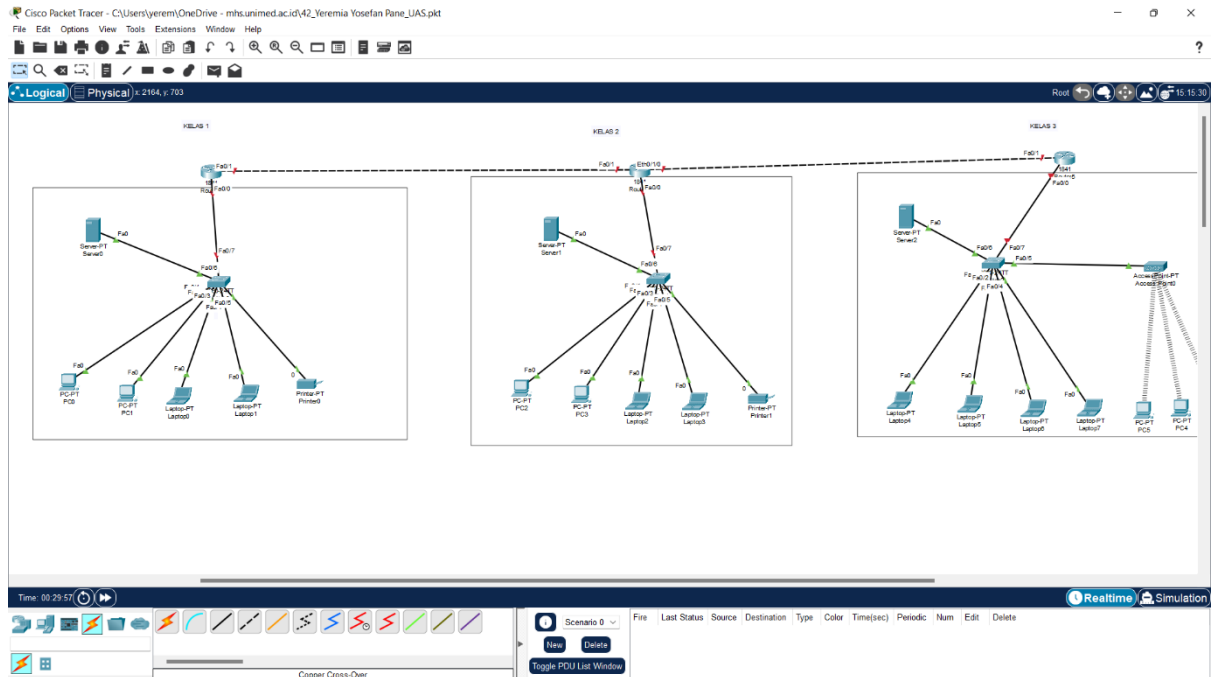 Cisco Packet Tracer - C:\Users\yerem\OneDrive - mhs.unimed.ac.id\42_Yeremia Yosefan Pane_UAS.pkt
File Edit Options View Tools Extensions Window Help
?
Logical Physical x: 2164, y: 703
Root 15:15:30
KELAS 1
KELAS 2
KELAS 3
Fa0/1
Fa0/1 Eth0/1/0
Fa0/1
1841
Fa0/0
Fa0/0
Fa0/0
Fa0
Server-PT
Server0
Fa0/7
Fa0/6
Fa0/3
Fa0/5
Fa0
Server-PT
Server1
Fa0/7
Fa0/6
Fa0/3
Fa0/5
Fa0
Server-PT
Server2
Fa0/6
Fa0/7
Fa0/5
Fa0/2
Fa0/4
AccessPoint-PT
Access Point0
Fa0
PC-PT
PC0
Fa0
PC-PT
PC1
Fa0
Laptop-PT
Laptop0
Fa0
Laptop-PT
Laptop1
0
Printer-PT
Printer0
Fa0
PC-PT
PC2
Fa0
PC-PT
PC3
Fa0
Laptop-PT
Laptop2
Fa0
Laptop-PT
Laptop3
0
Printer-PT
Printer1
Fa0
Laptop-PT
Laptop4
Fa0
Laptop-PT
Fa0
Laptop-PT
Fa0
Laptop-PT
Laptop7
PC-PT
PC5
PC-PT
PC4
Time: 00:29:57
Realtime Simulation
Scenario 0
New Delete
Toggle PDU List Window
Fire Last Status Source Destination Type Color Time(sec) Periodic Num Edit Delete
Copper Cross-Over